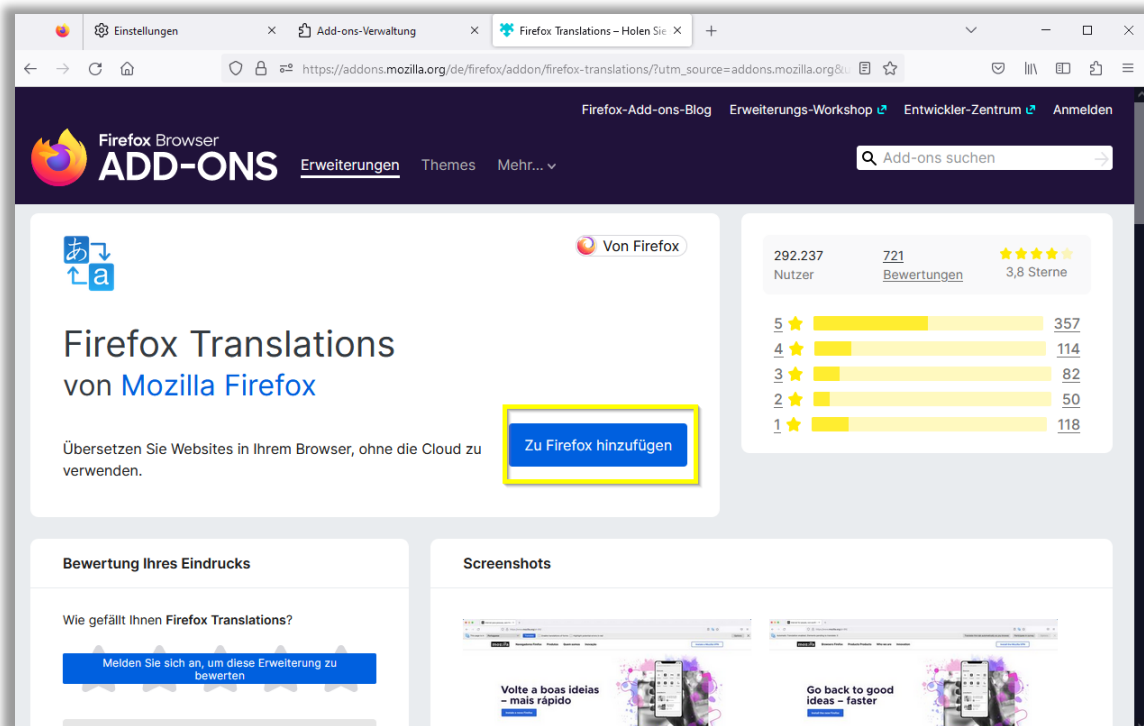 Einstellungen
Add-ons-Verwaltung
Firefox Translations – Holen Sie
https://addons.mozilla.org/de/firefox/addon/firefox-translations/?utm_source=addons.mozilla.org&u
Firefox-Add-ons-Blog Erweiterungs-Workshop Entwickler-Zentrum Anmelden
Firefox Browser
ADD-ONS
Erweiterungen Themes Mehr...
Add-ons suchen
あ
a
Von Firefox
Firefox Translations
von Mozilla Firefox
Übersetzen Sie Websites in Ihrem Browser, ohne die Cloud zu
verwenden.
Zu Firefox hinzufügen
292.237 721
Nutzer Bewertungen 3,8 Sterne
5 357
4 114
3 82
2 50
1 118
Bewertung Ihres Eindrucks
Wie gefällt Ihnen Firefox Translations?
Melden Sie sich an, um diese Erweiterung zu
bewerten
Screenshots
Volte a boas ideias
– mais rápido
Go back to good
ideas – faster